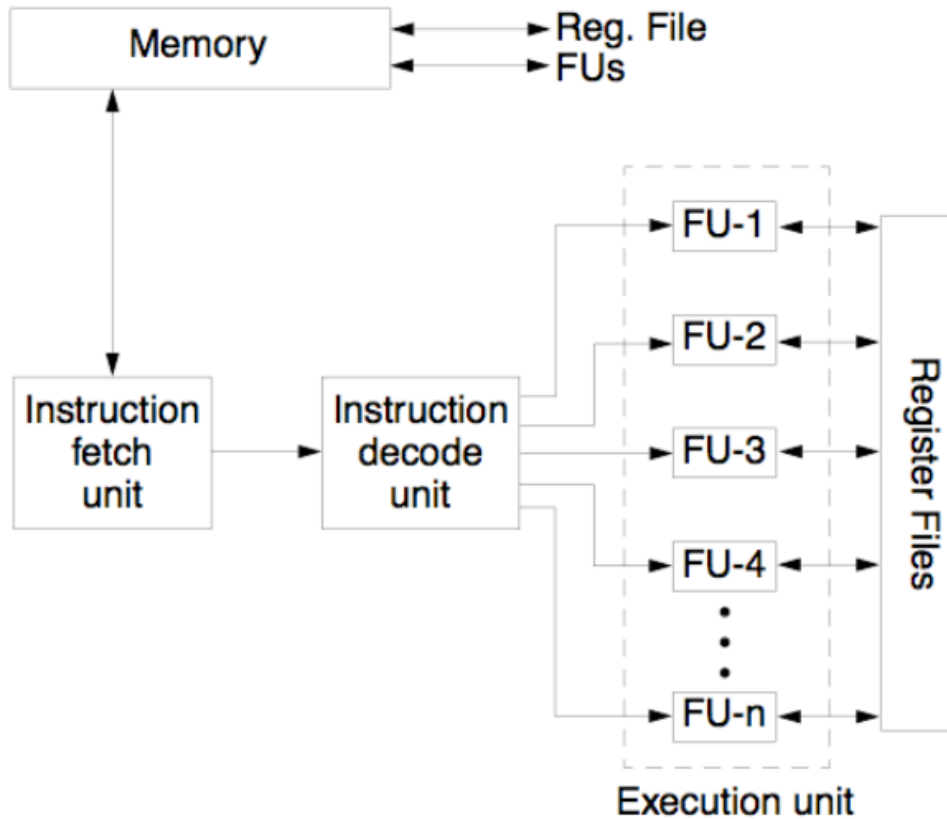 Memory
Reg. File
FUs
Instruction
fetch
unit
Instruction
decode
unit
FU-1
FU-2
FU-3
FU-4
FU-n
Register Files
Execution unit